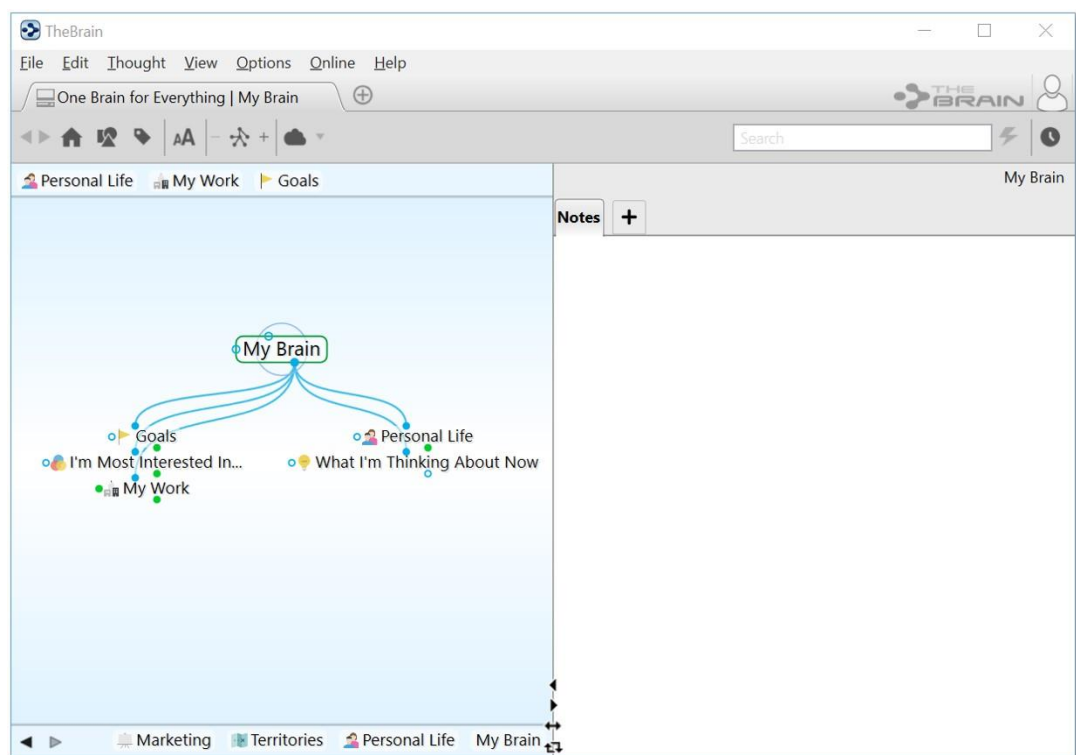 TheBrain
File Edit Thought View Options Online Help
One Brain for Everything | My Brain
THE BRAIN
AA
Search
Personal Life My Work Goals
My Brain
Notes
My Brain
Goals
Personal Life
I'm Most Interested In...
What I'm Thinking About Now
My Work
Marketing Territories Personal Life My Brain